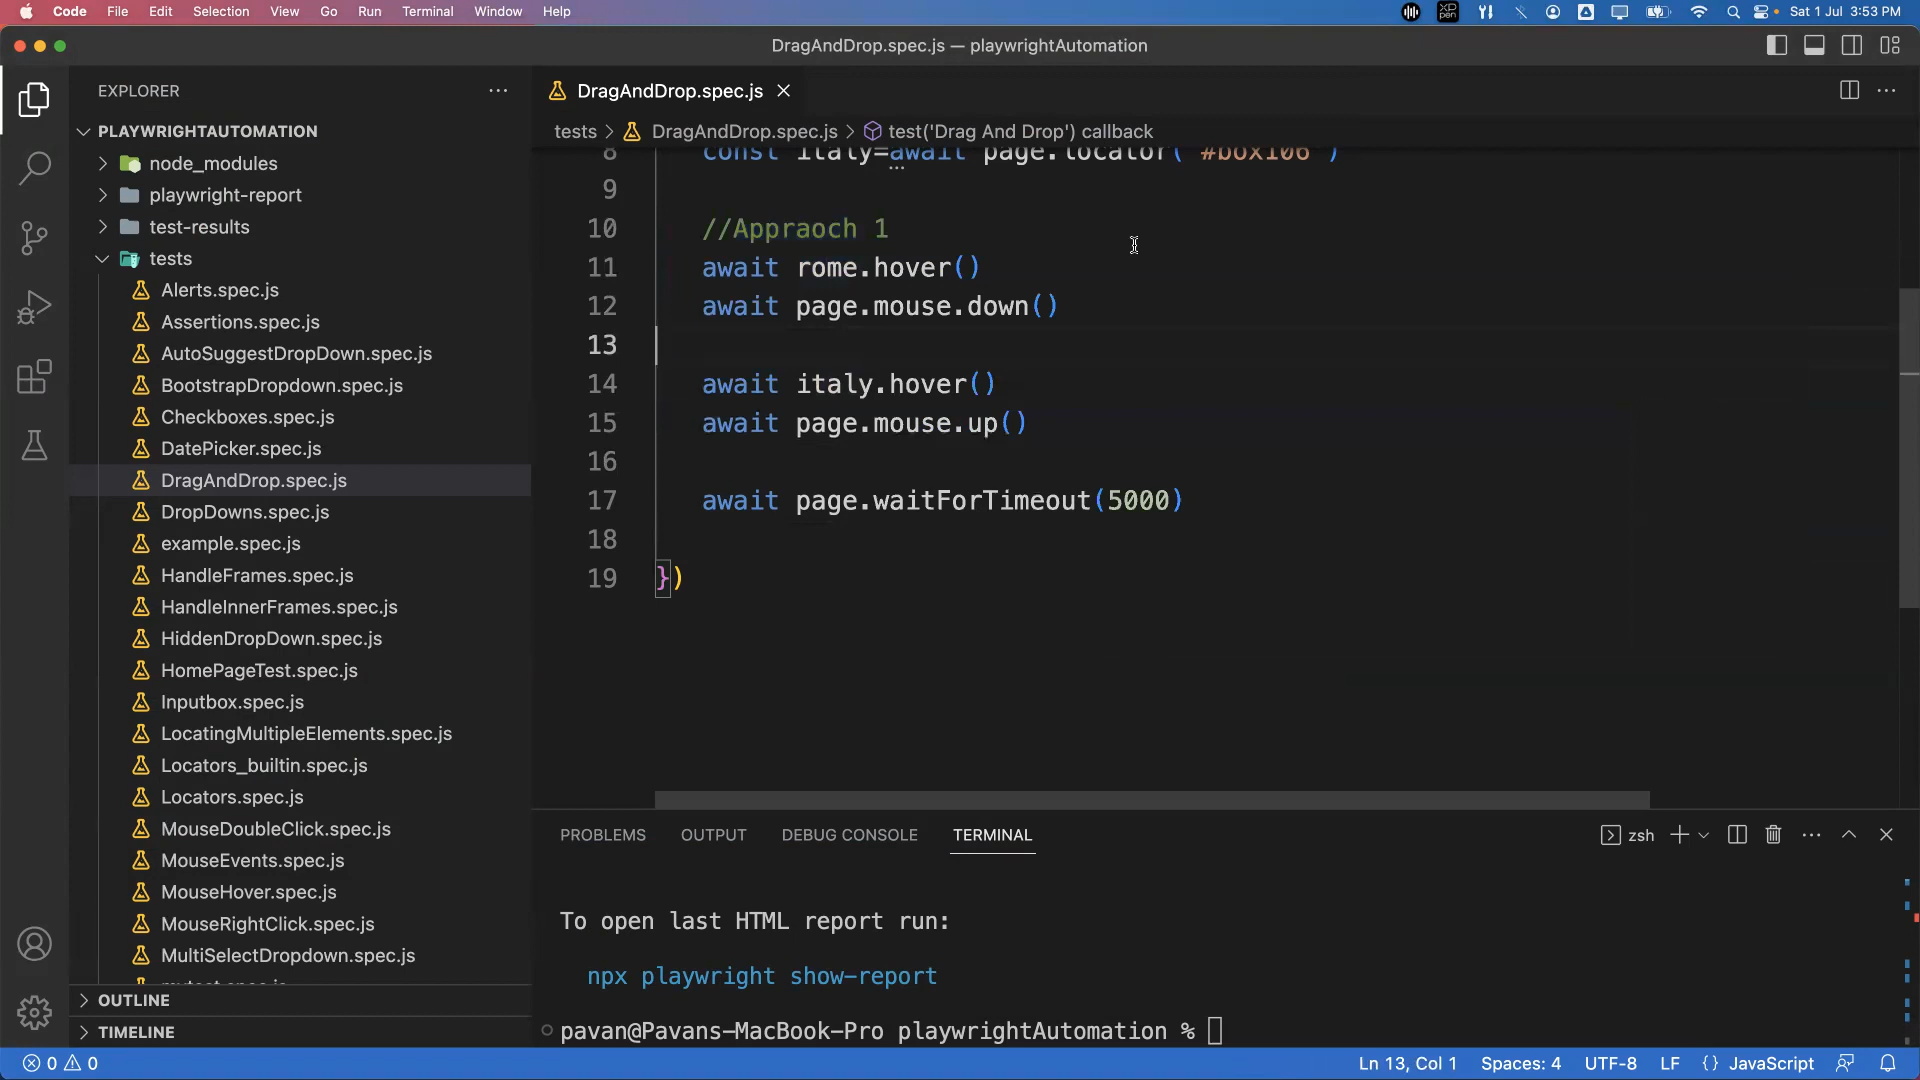 Code File Edit Selection View Go Run Terminal Window Help
XP PEN
Sat 1 Jul 3:53 PM
DragAndDrop.spec.js — playwrightAutomation
EXPLORER
DragAndDrop.spec.js
PLAYWRIGHTAUTOMATION
tests > DragAndDrop.spec.js > test('Drag And Drop') callback
node_modules
playwright-report
test-results
tests
Alerts.spec.js
Assertions.spec.js
AutoSuggestDropDown.spec.js
BootstrapDropdown.spec.js
Checkboxes.spec.js
DatePicker.spec.js
DragAndDrop.spec.js
DropDowns.spec.js
example.spec.js
HandleFrames.spec.js
HandleInnerFrames.spec.js
HiddenDropDown.spec.js
HomePageTest.spec.js
Inputbox.spec.js
LocatingMultipleElements.spec.js
Locators_builtin.spec.js
Locators.spec.js
MouseDoubleClick.spec.js
MouseEvents.spec.js
MouseHover.spec.js
MouseRightClick.spec.js
MultiSelectDropdown.spec.js
OUTLINE
TIMELINE
8 const italy=await page.locator( #box106 )
9
10 //Appraoch 1
11 await rome.hover()
12 await page.mouse.down()
13
14 await italy.hover()
15 await page.mouse.up()
16
17 await page.waitForTimeout(5000)
18
19 })
PROBLEMS OUTPUT DEBUG CONSOLE TERMINAL
zsh
To open last HTML report run:
npx playwright show-report
pavan@Pavans-MacBook-Pro playwrightAutomation %
0 0
Ln 13, Col 1 Spaces: 4 UTF-8 LF {} JavaScript